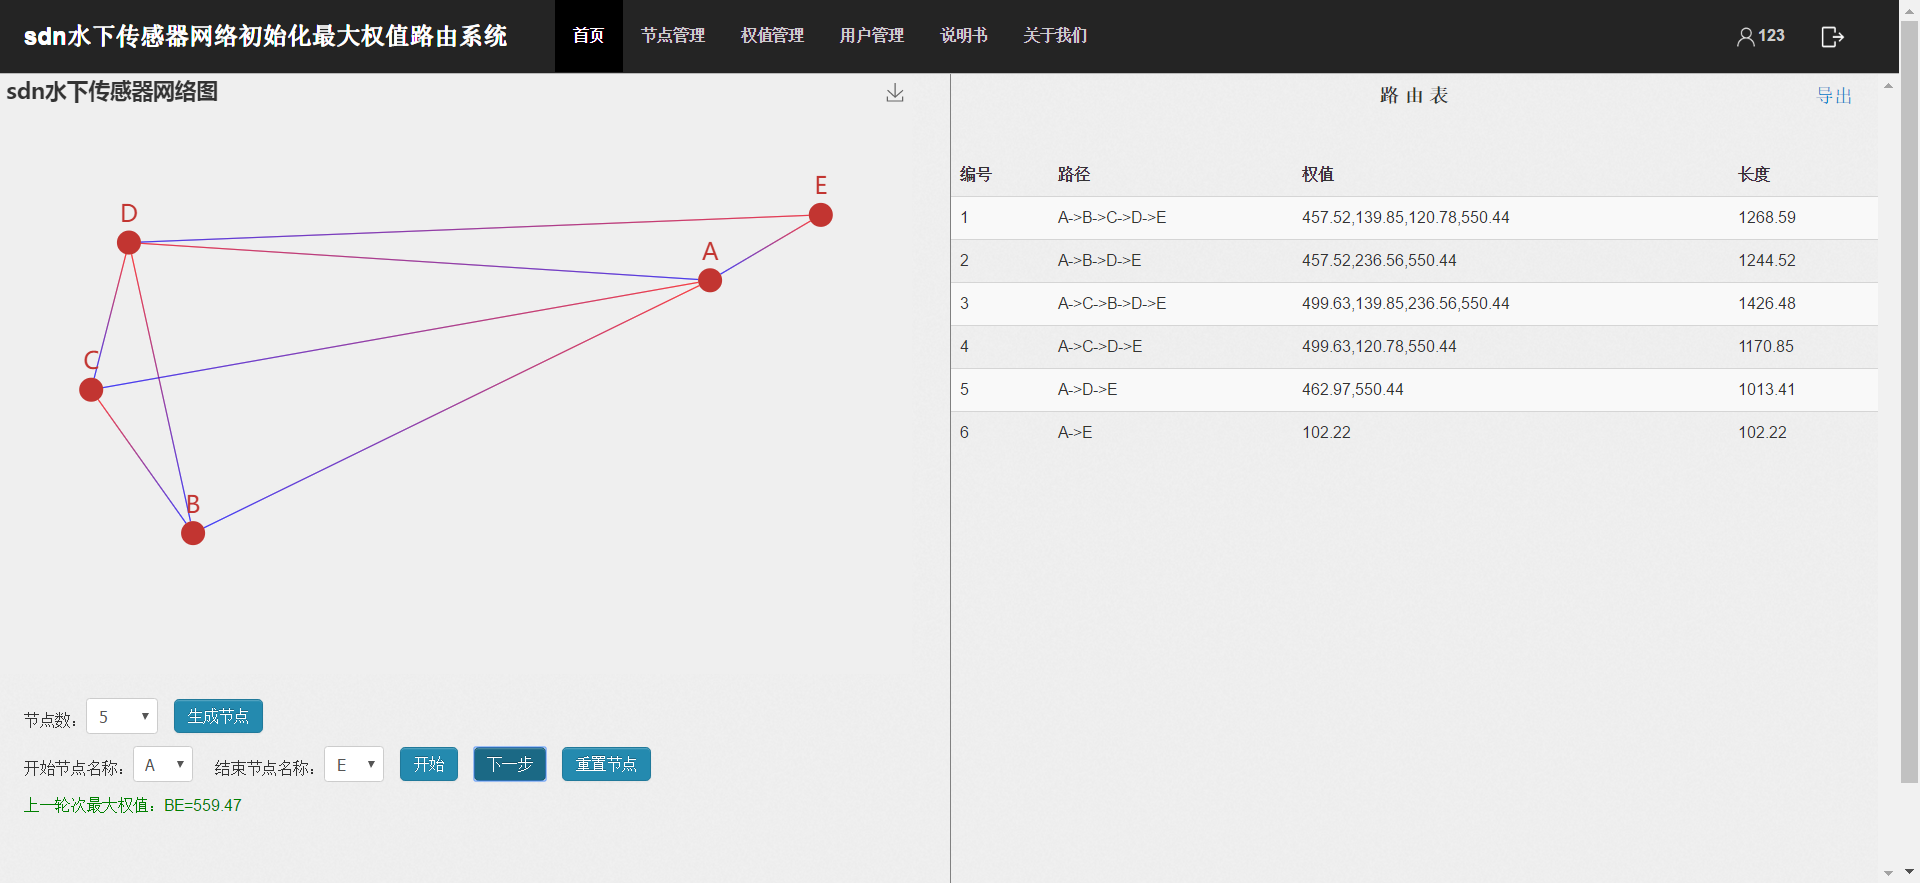 sdn水下传感器网络初始化最大权值路由系统 首页 节点管理 权值管理 用户管理 说明书 关于我们 123
sdn水下传感器网络图
E
D
A
C
B
节点数： 5 生成节点
开始节点名称： A 结束节点名称： E 开始 下一步 重置节点
上一轮次最大权值：BE=559.47
路由表 导出
编号 路径 权值 长度
1 A->B->C->D->E 457.52,139.85,120.78,550.44 1268.59
2 A->B->D->E 457.52,236.56,550.44 1244.52
3 A->C->B->D->E 499.63,139.85,236.56,550.44 1426.48
4 A->C->D->E 499.63,120.78,550.44 1170.85
5 A->D->E 462.97,550.44 1013.41
6 A->E 102.22 102.22